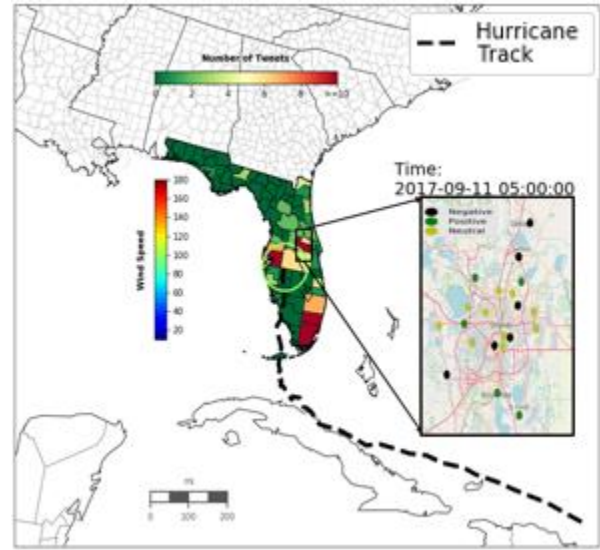 Hurricane
Track
Number of Tweets
0 2 4 6 8 >=10
Time:
2017-09-11 05:00:00
Negative
Positive
Neutral
Wind Speed
180
160
140
120
100
80
60
40
20
0 100 200